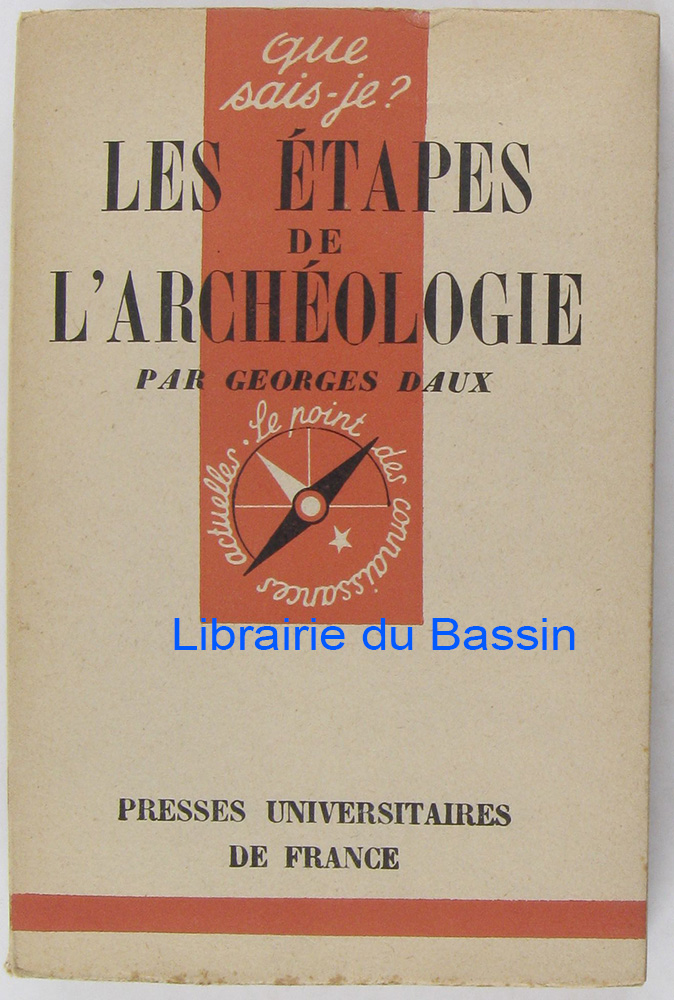 que
sais-je?
LES ÉTAPES
DE
L'ARCHÉOLOGIE
PAR GEORGES DAUX
Le point des connaissances actuelles.
Librairie du Bassin
PRESSES UNIVERSITAIRES
DE FRANCE